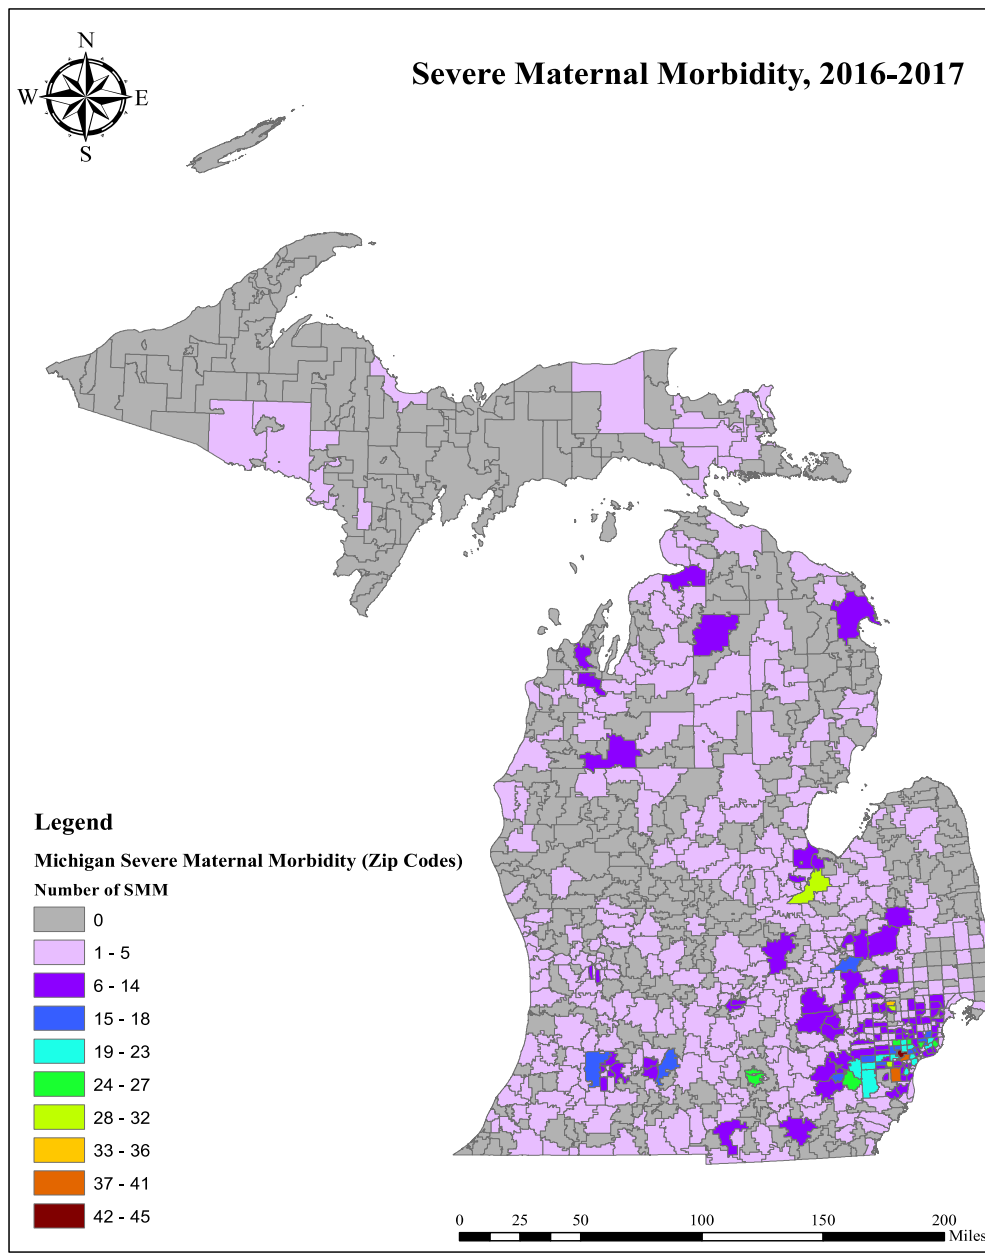 N
Severe Maternal Morbidity, 2016-2017
W E
S
Legend
Michigan Severe Maternal Morbidity (Zip Codes)
Number of SMM
0
1 - 5
6 - 14
15 - 18
19 - 23
24 - 27
28 - 32
33 - 36
37 - 41
42 - 45
0 25 50 100 150 200
Miles